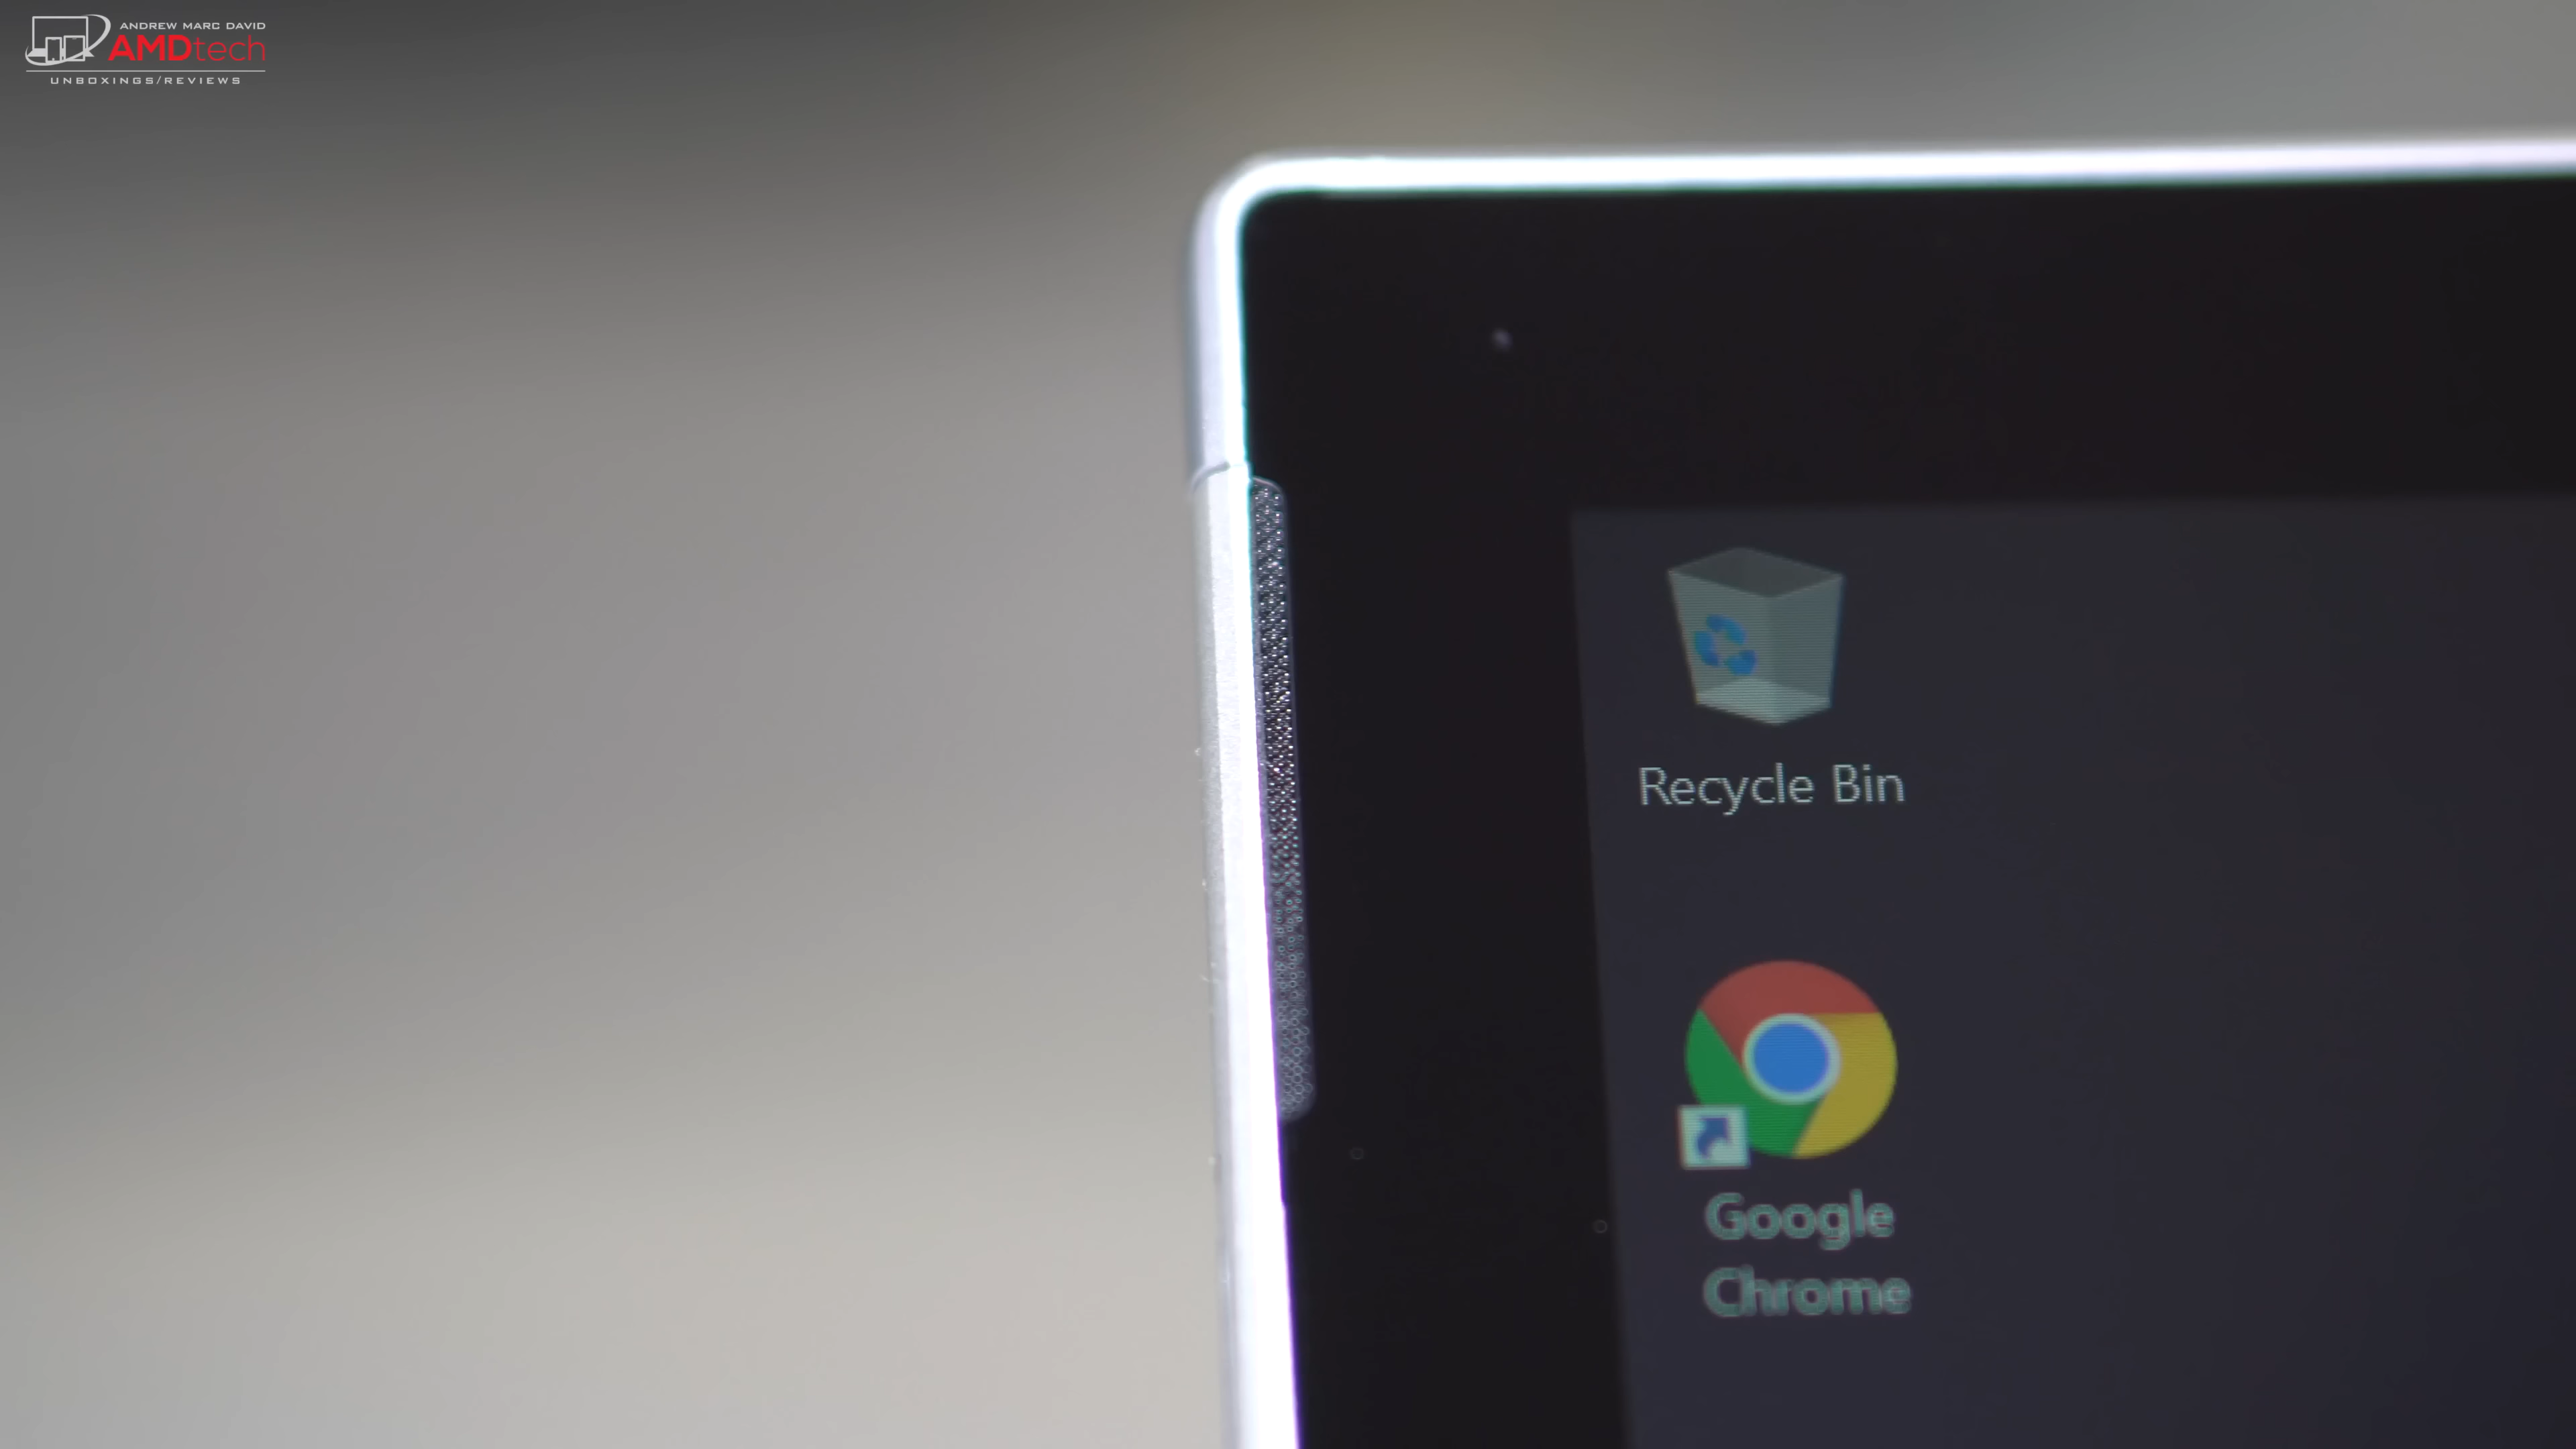 ANDREW MARC DAVID
AMDtech
UNBOXINGS/REVIEWS
Recycle Bin
Google
Chrome